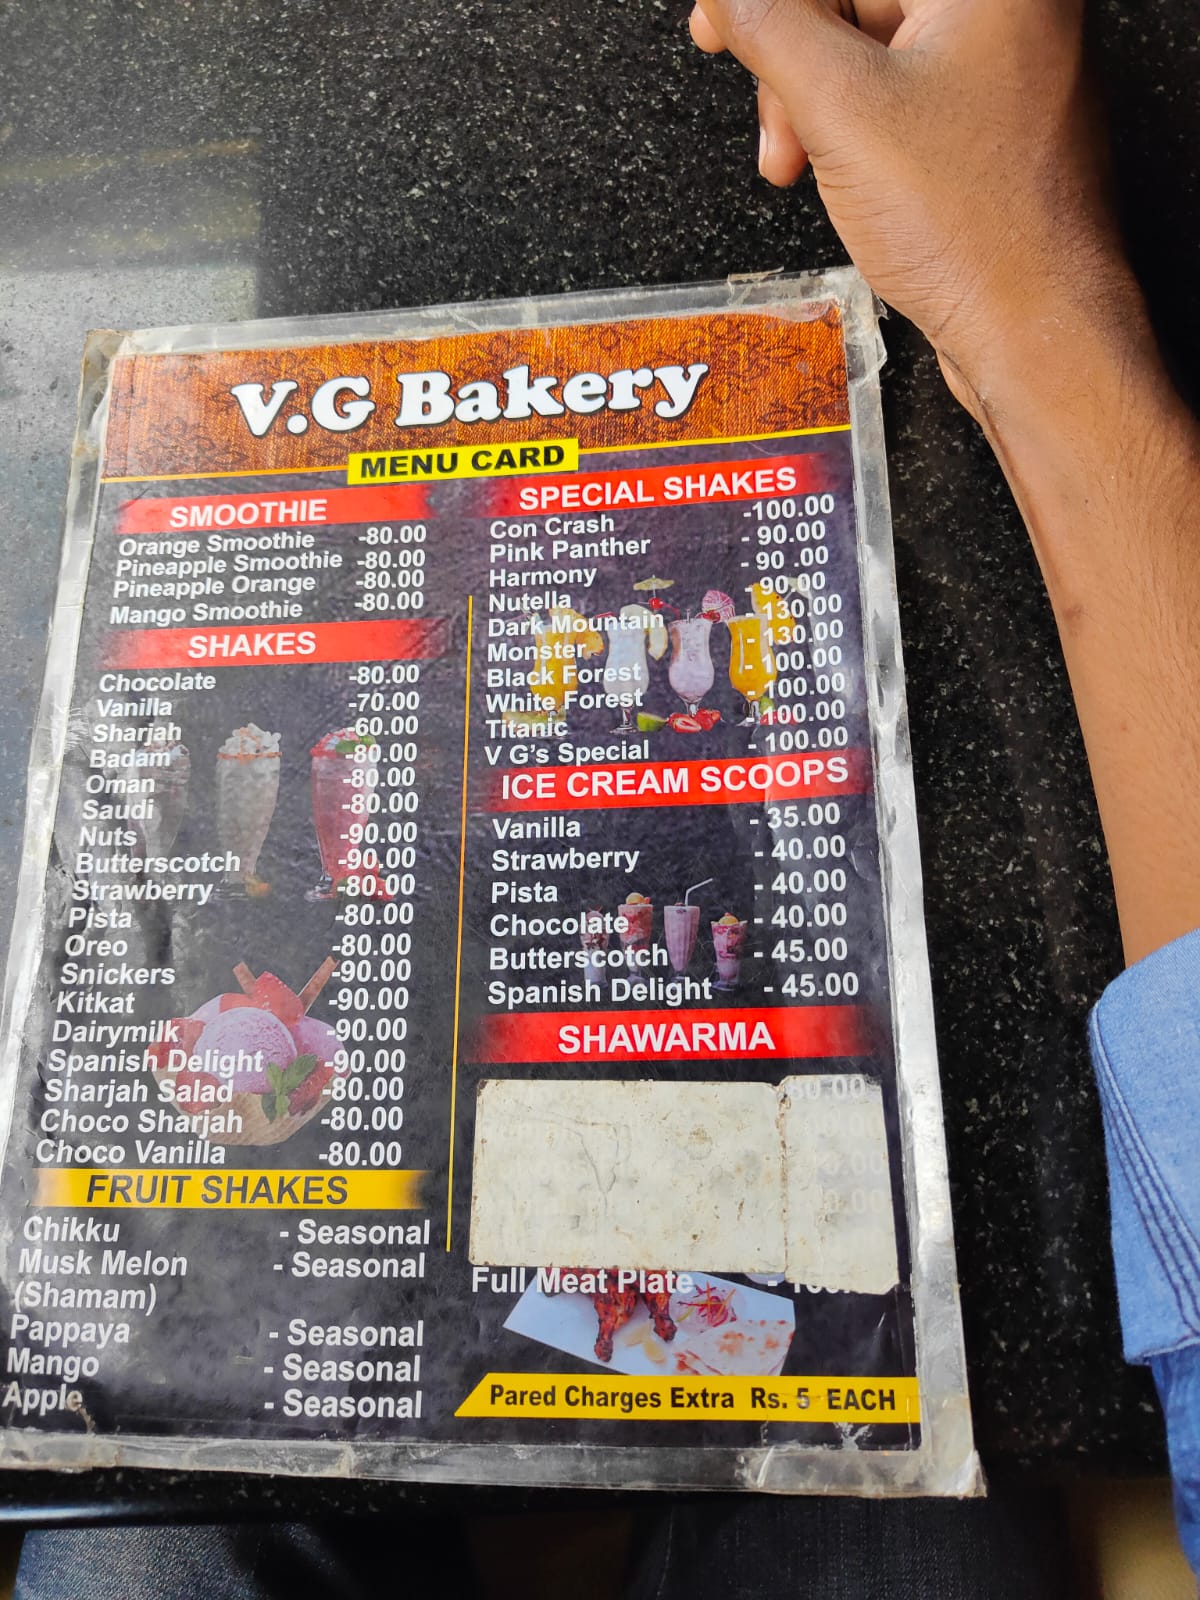 V.G Bakery
MENU CARD
SMOOTHIE
Orange Smoothie -80.00
Pineapple Smoothie -80.00
Pineapple Orange -80.00
Mango Smoothie -80.00
SHAKES
Chocolate -80.00
Vanilla -70.00
Sharjah -60.00
Badam -80.00
Oman -80.00
Saudi -80.00
Nuts -90.00
Butterscotch -90.00
Strawberry -80.00
Pista -80.00
Oreo -80.00
Snickers -90.00
Kitkat -90.00
Dairymilk -90.00
Spanish Delight -90.00
Sharjah Salad -80.00
Choco Sharjah -80.00
Choco Vanilla -80.00
FRUIT SHAKES
Chikku - Seasonal
Musk Melon - Seasonal
(Shamam)
Pappaya - Seasonal
Mango - Seasonal
Apple - Seasonal
SPECIAL SHAKES
Con Crash -100.00
Pink Panther - 90.00
Harmony - 90 .00
Nutella - 90.00
Dark Mountain - 130.00
Monster - 130.00
Black Forest - 100.00
White Forest - 100.00
Titanic - 100.00
V G's Special - 100.00
ICE CREAM SCOOPS
Vanilla - 35.00
Strawberry - 40.00
Pista - 40.00
Chocolate - 40.00
Butterscotch - 45.00
Spanish Delight - 45.00
SHAWARMA
Full Meat Plate -
Pared Charges Extra Rs. 5 EACH